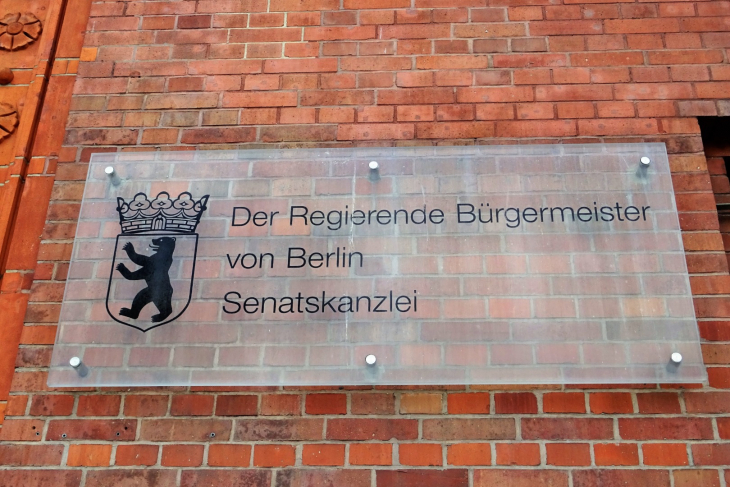 Der Regierende Bürgermeister
von Berlin
Senatskanzlei